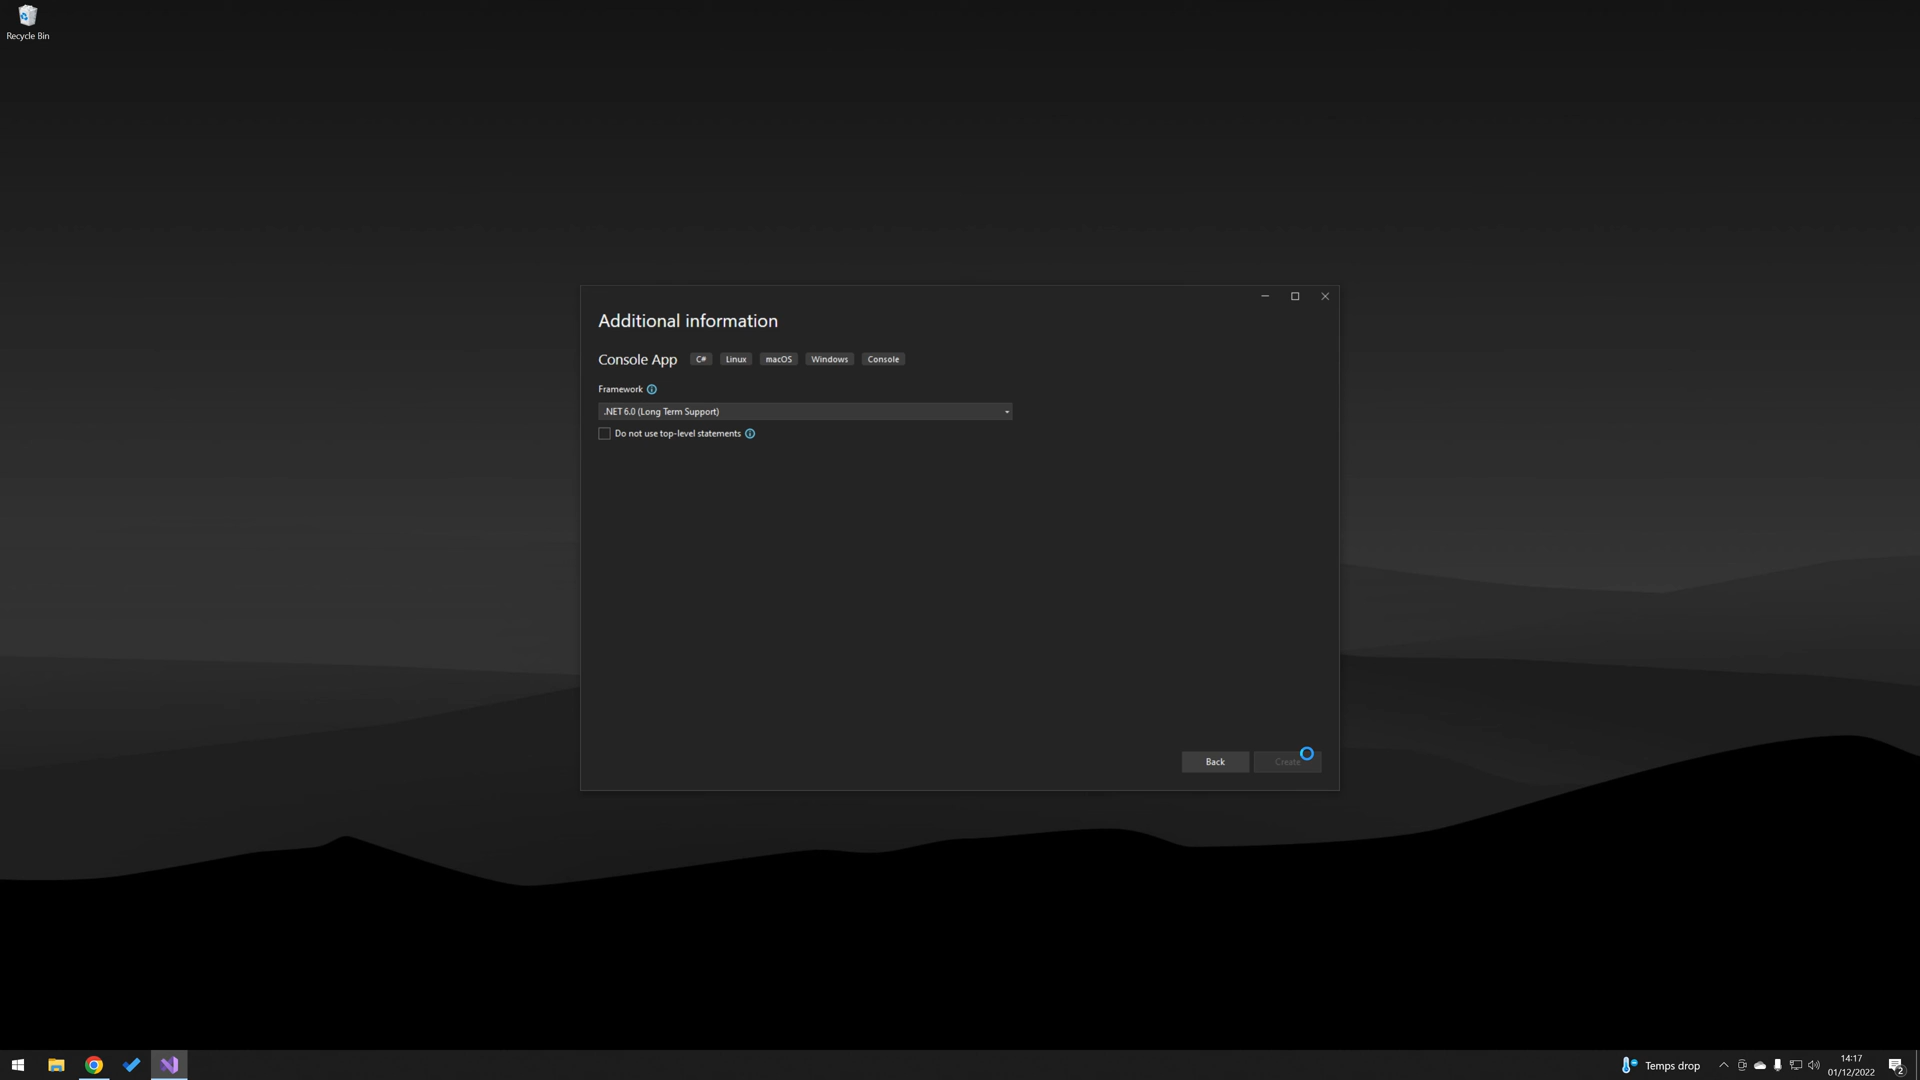 Recycle Bin
Additional information
Console App C# Linux macOS Windows Console
Framework
.NET 6.0 (Long Term Support)
Do not use top-level statements
Back Create
Temps drop
14:17
01/12/2022
2